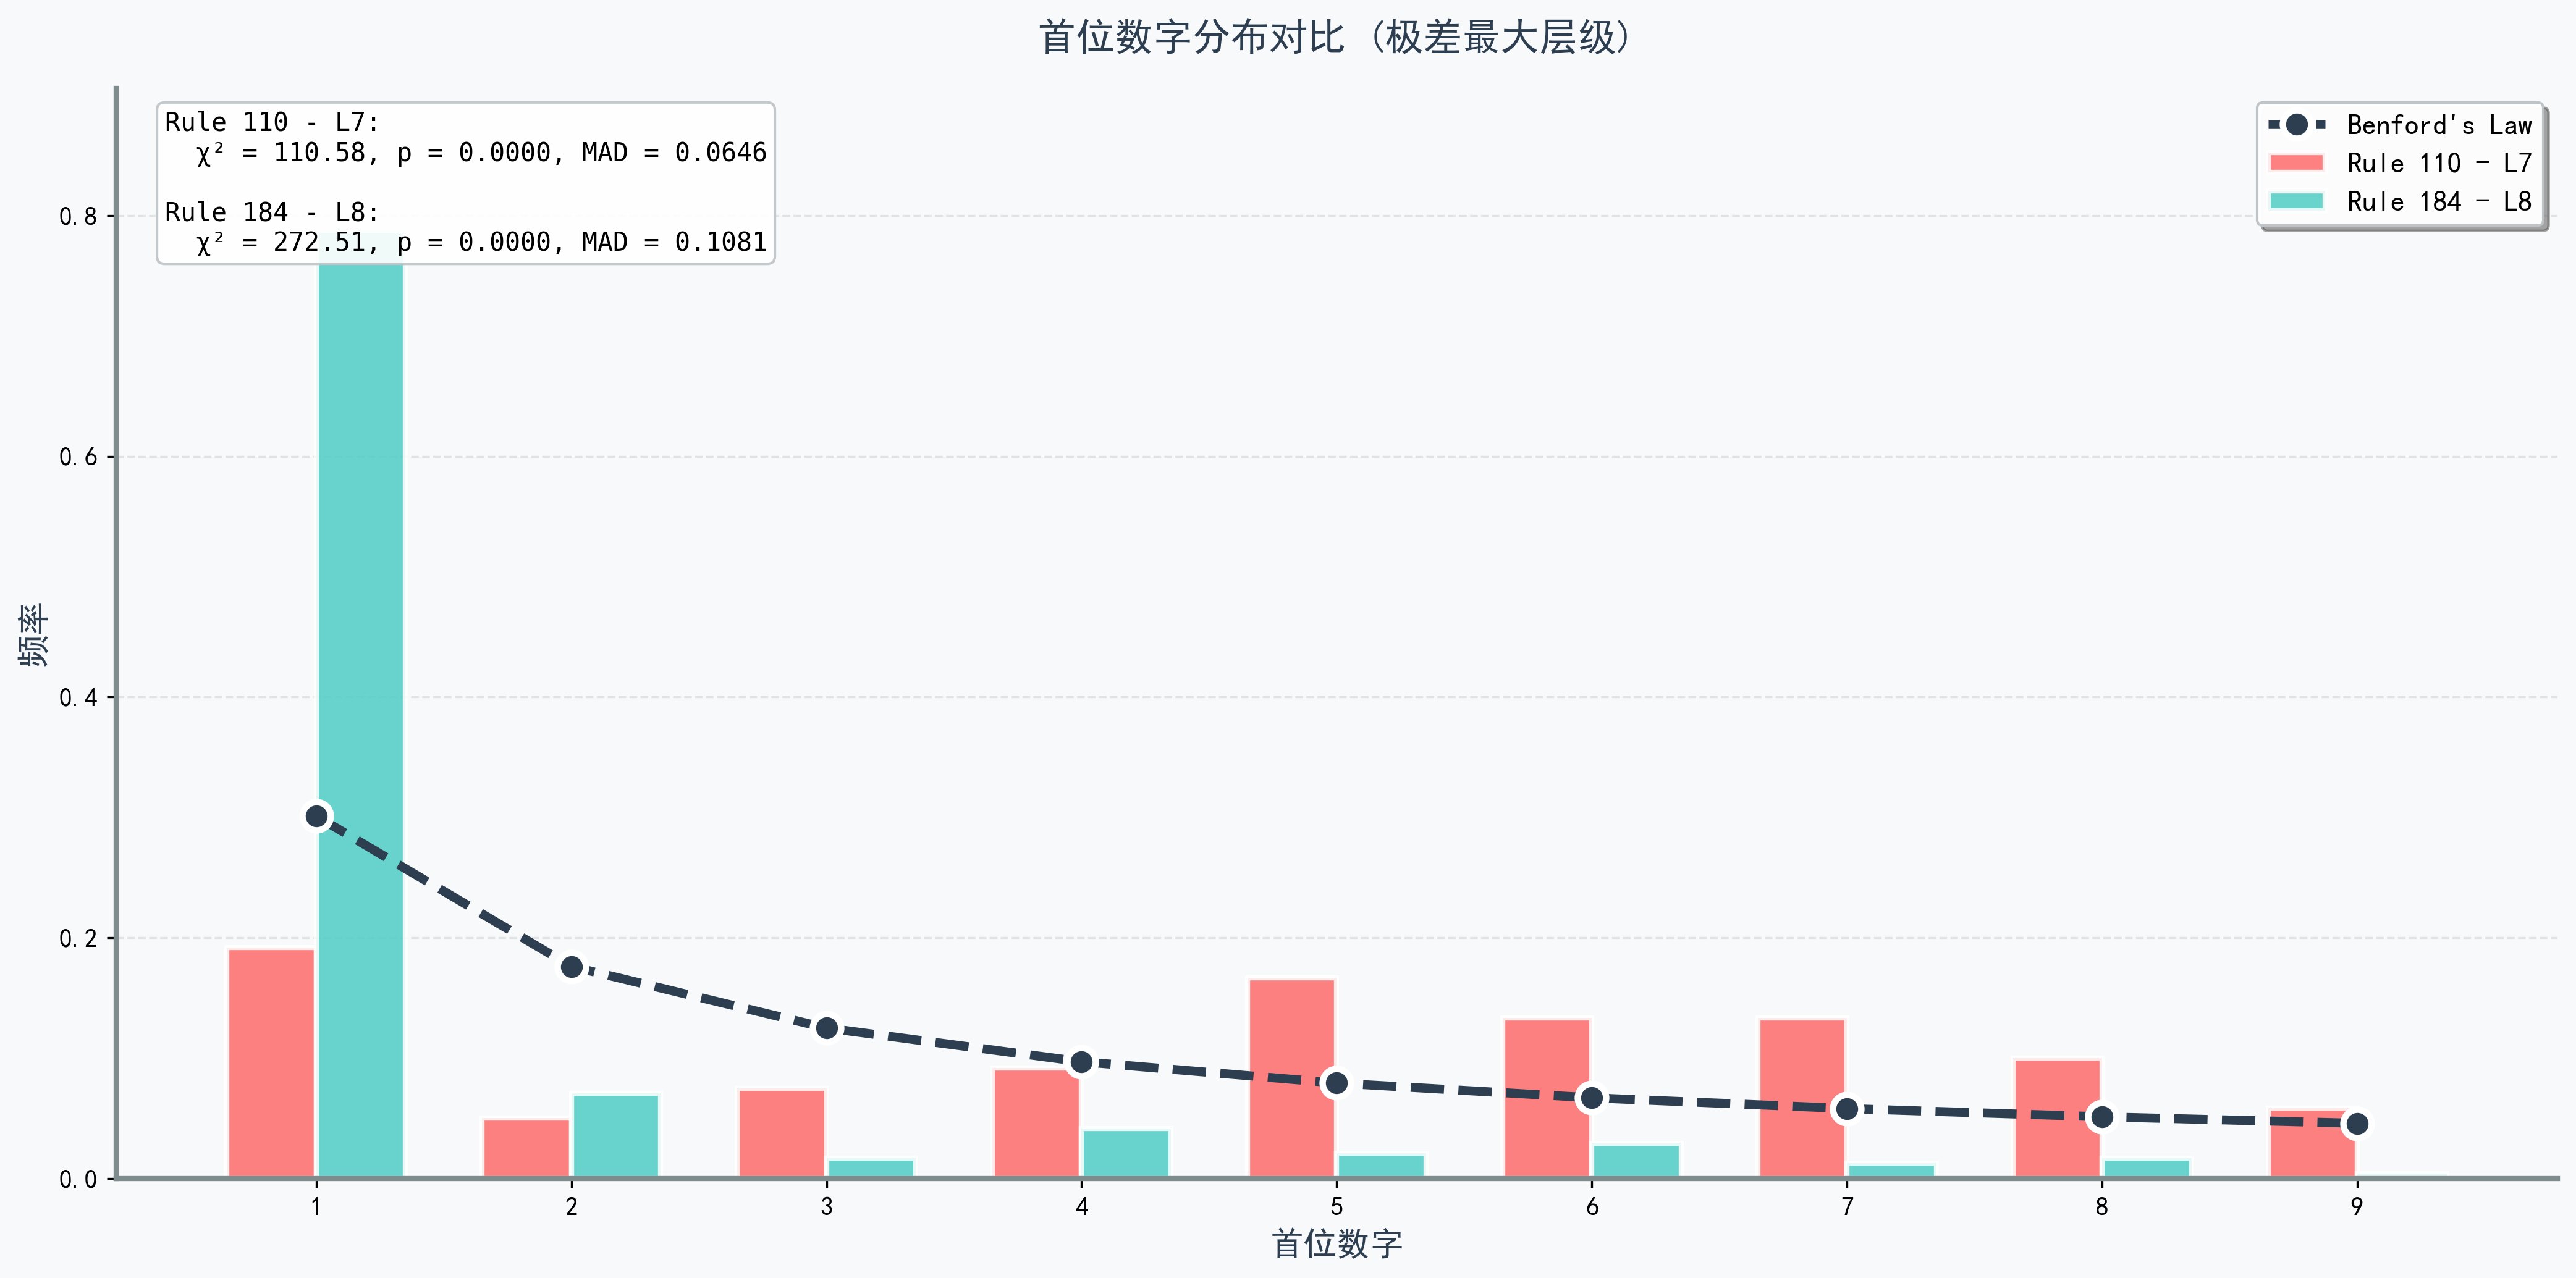 首位数字分布对比 (极差最大层级)
Rule 110 - L7:
χ² = 110.58, p = 0.0000, MAD = 0.0646
Rule 184 - L8:
χ² = 272.51, p = 0.0000, MAD = 0.1081
Benford's Law
Rule 110 - L7
Rule 184 - L8
频率
0.8
0.6
0.4
0.2
0.0
1 2 3 4 5 6 7 8 9
首位数字